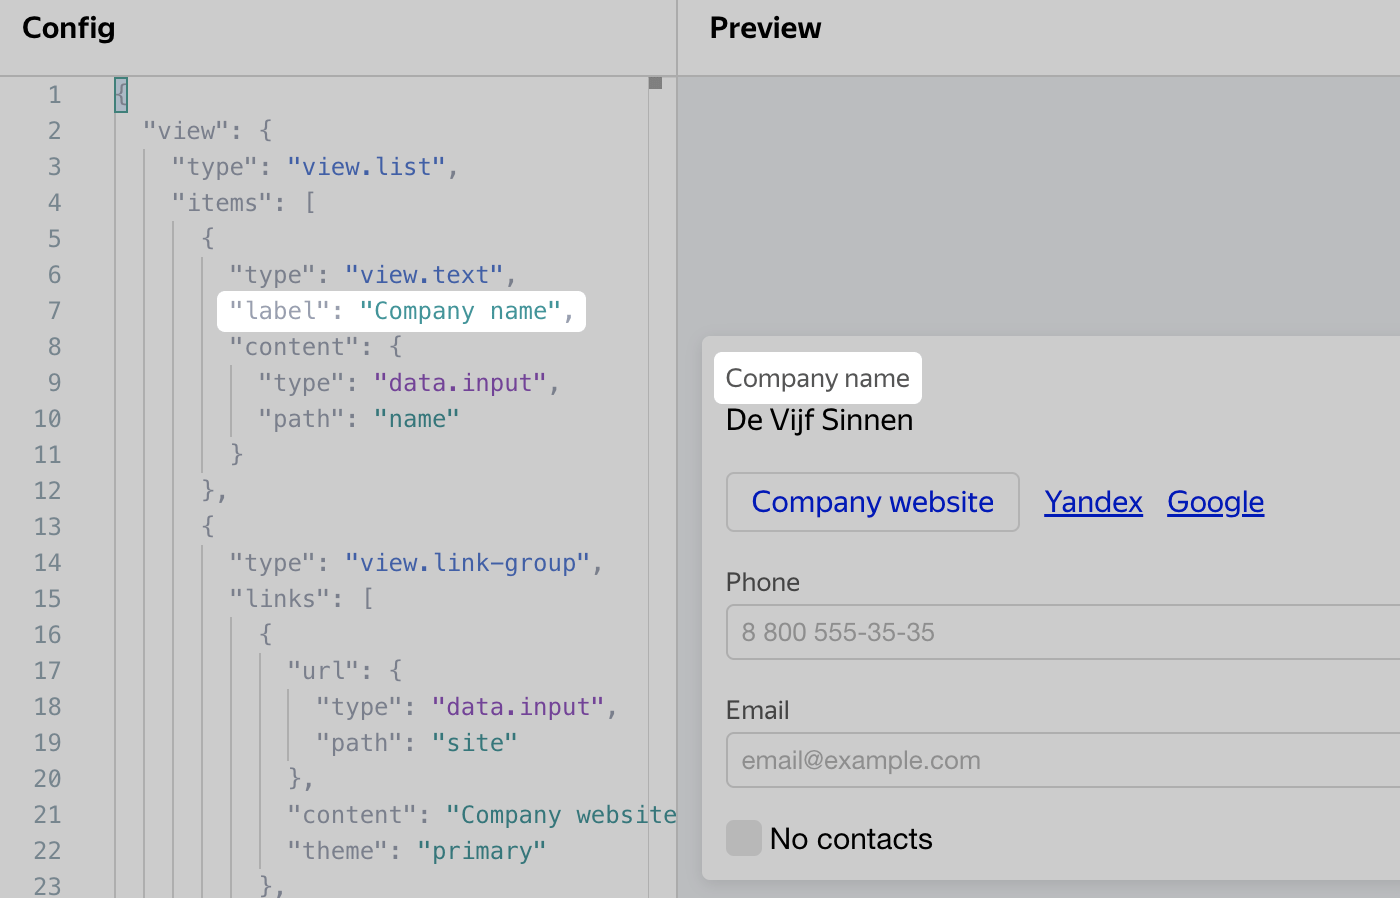 Config
1 {
2 "view": {
3 "type": "view.list",
4 "items": [
5 {
6 "type": "view.text",
7 "label": "Company name",
8 "content": {
9 "type": "data.input",
10 "path": "name"
11 }
12 },
13 {
14 "type": "view.link-group",
15 "links": [
16 {
17 "url": {
18 "type": "data.input",
19 "path": "site"
20 },
21 "content": "Company website
22 "theme": "primary"
23 },
Preview
Company name
De Vijf Sinnen
Company website Yandex Google
Phone
8 800 555-35-35
Email
email@example.com
No contacts